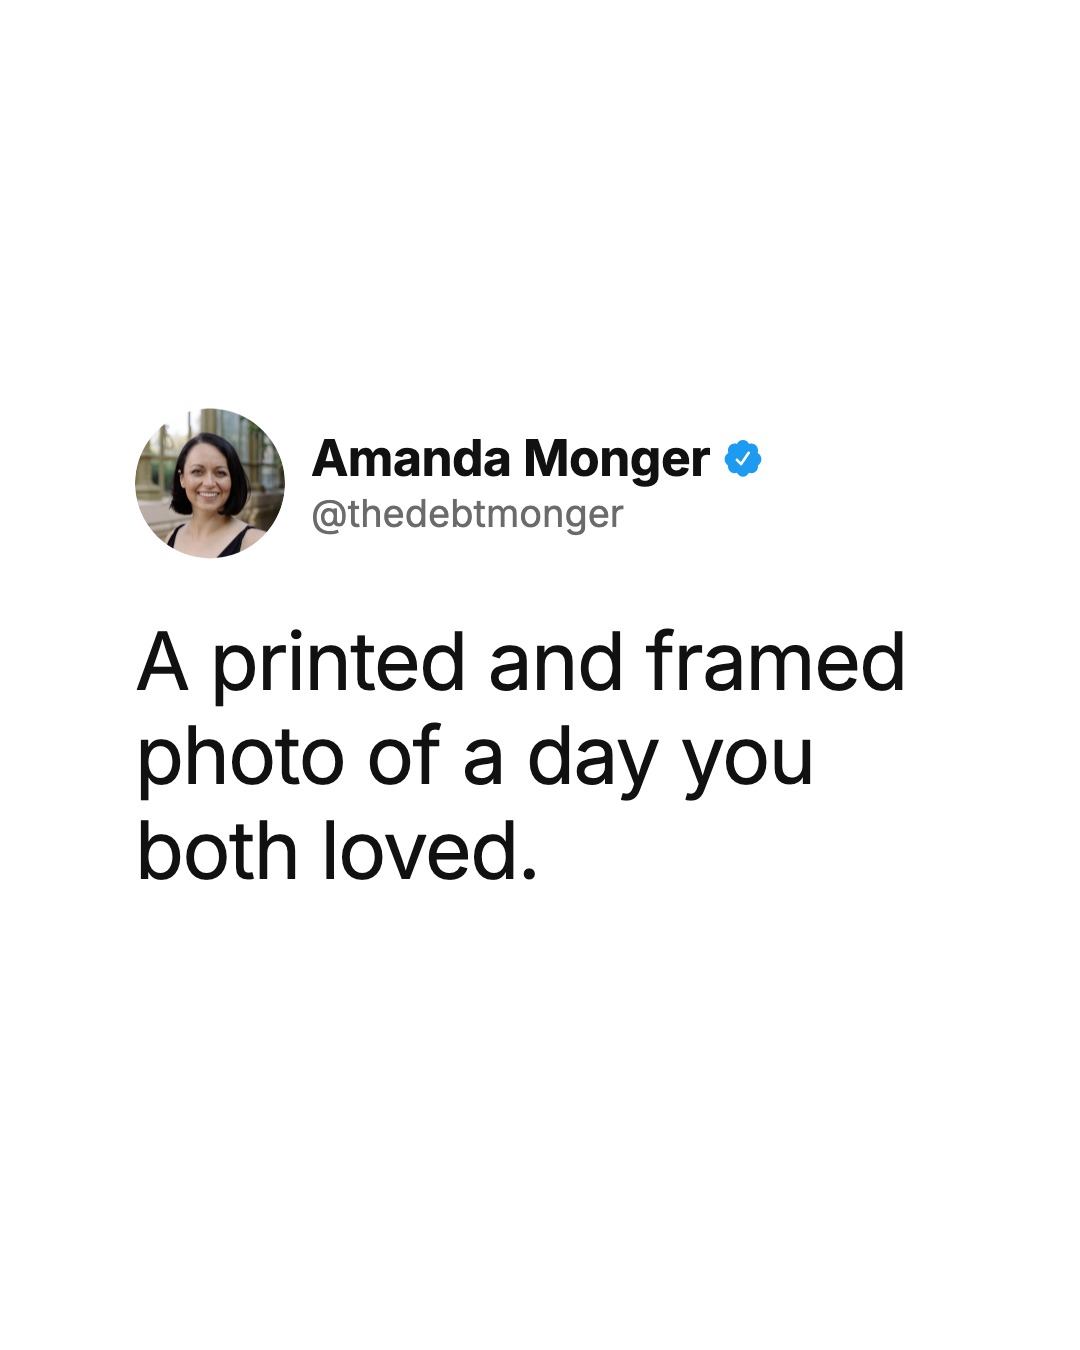 Amanda Monger
@thedebtmonger
A printed and framed
photo of a day you
both loved.